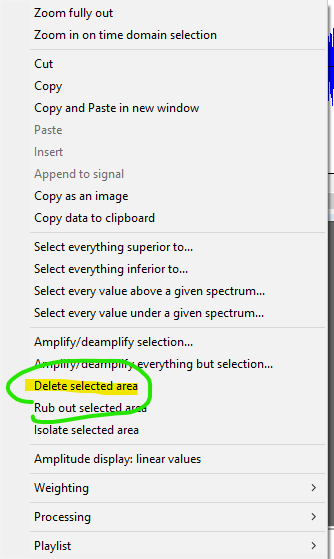 Zoom fully out
Zoom in on time domain selection
Cut
Copy
Copy and Paste in new window
Paste
Insert
Append to signal
Copy as an image
Copy data to clipboard
Select everything superior to...
Select everything inferior to...
Select every value above a given spectrum...
Select every value under a given spectrum...
Amplify/deamplify selection...
Amplify/deamplify everything but selection...
Delete selected area
Rub out selected area
Isolate selected area
Amplitude display: linear values
Weighting
Processing
Playlist